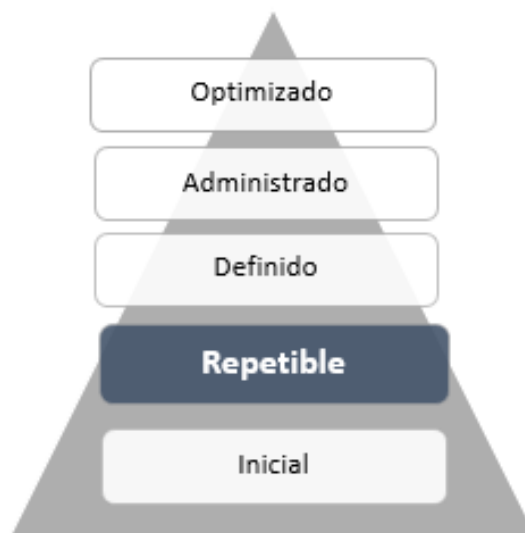 Optimizado
Administrado
Definido
Repetible
Inicial